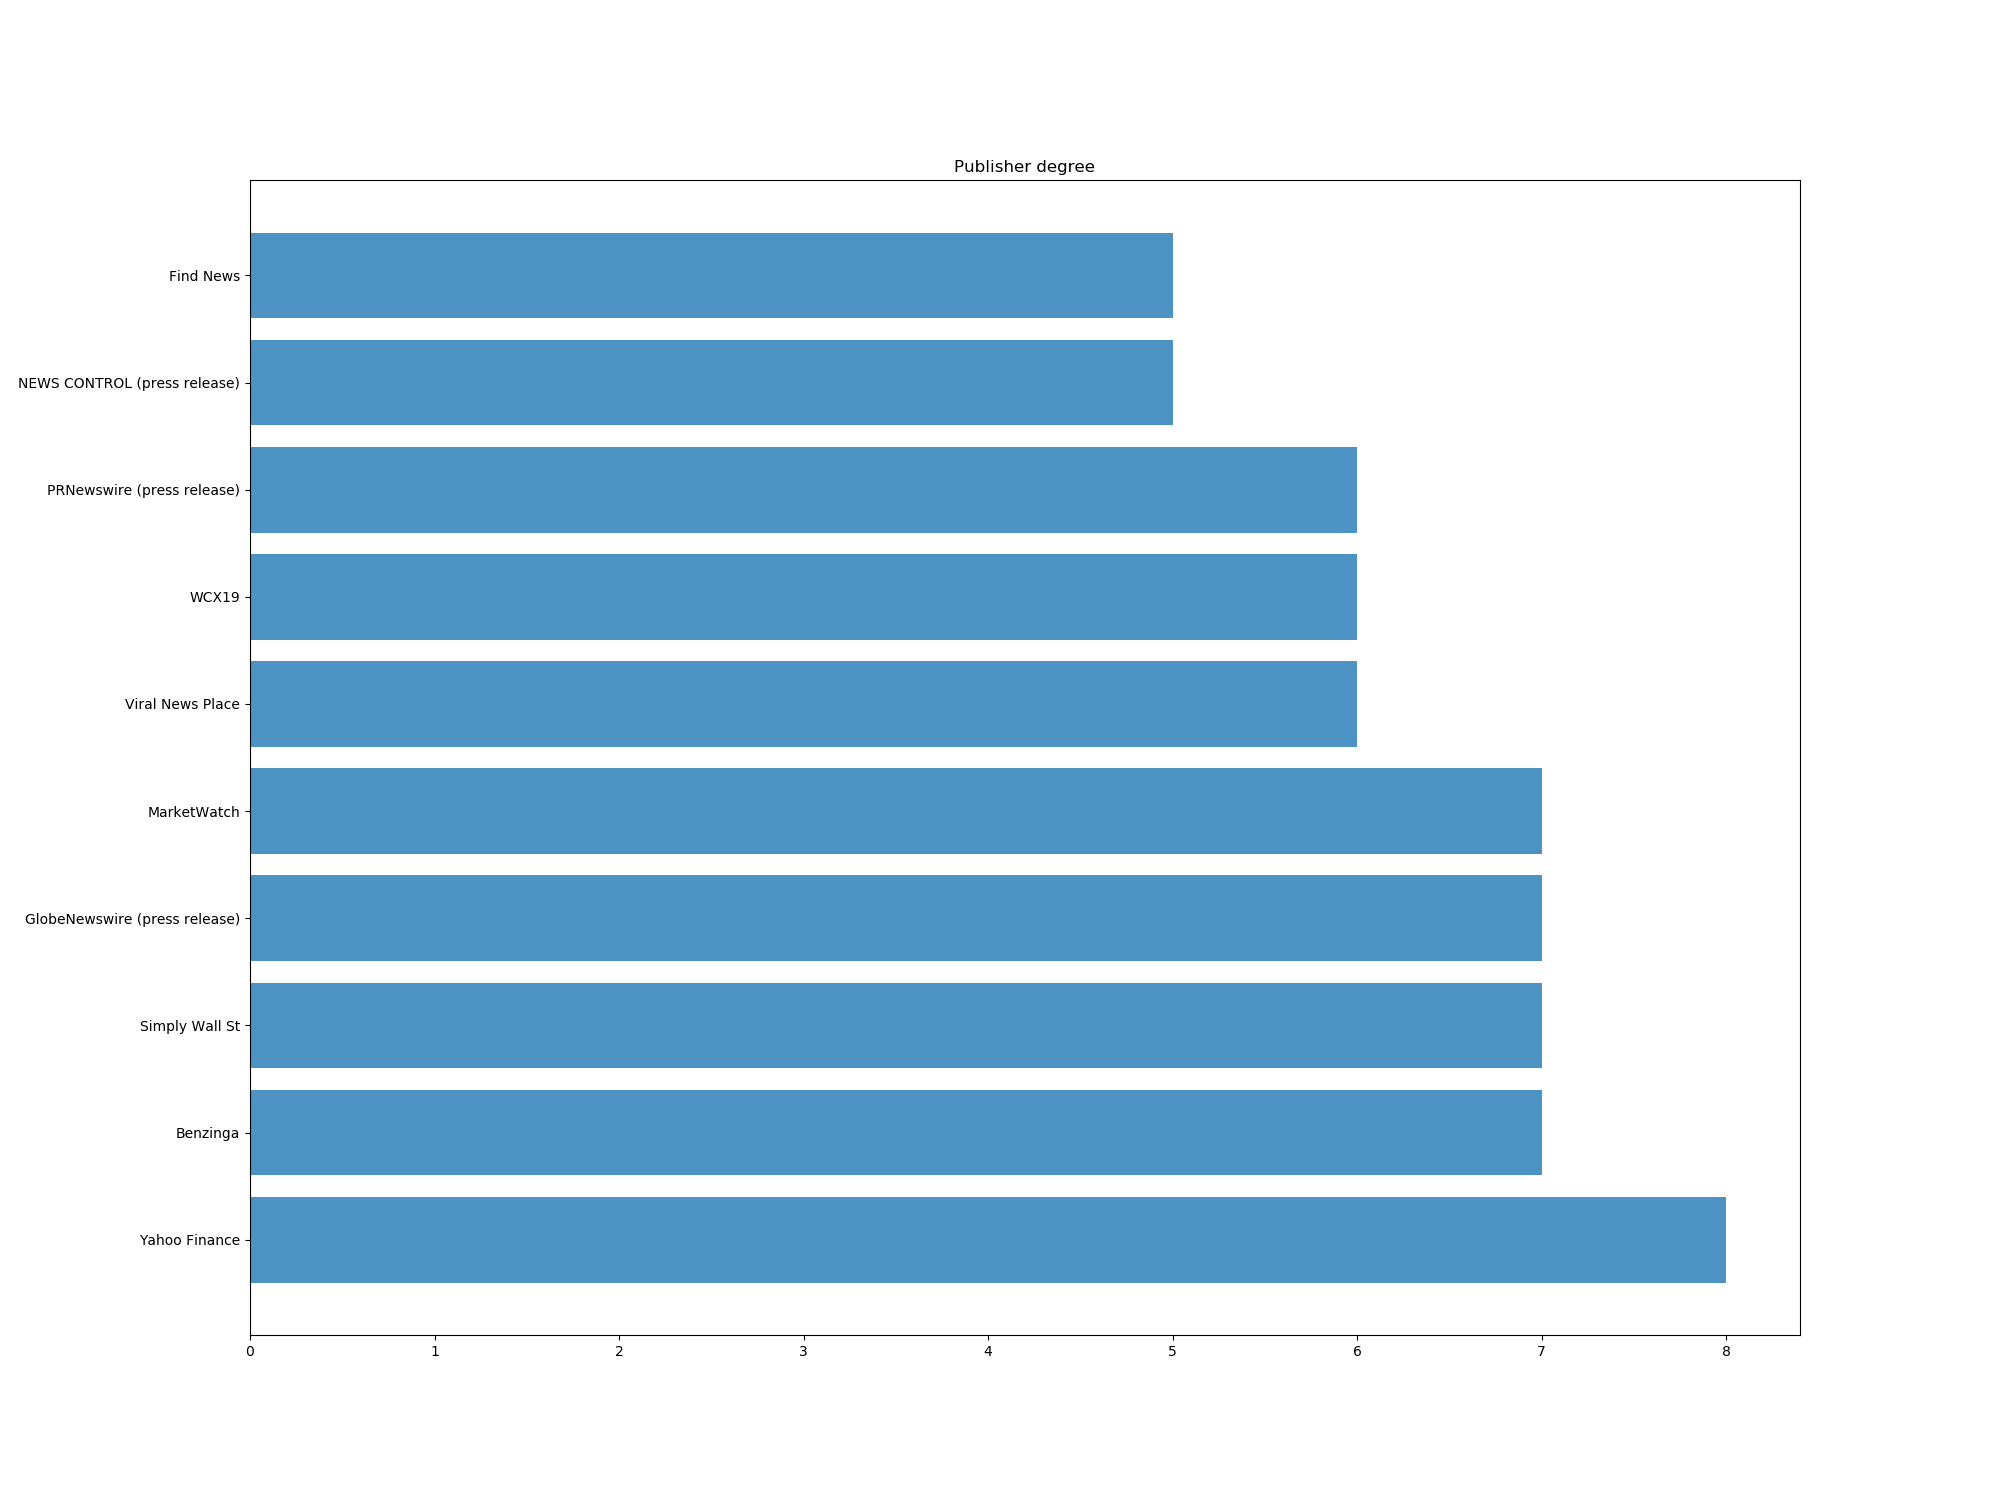 Publisher degree
Find News
NEWS CONTROL (press release)
PRNewswire (press release)
WCX19
Viral News Place
MarketWatch
GlobeNewswire (press release)
Simply Wall St
Benzinga
Yahoo Finance
0 1 2 3 4 5 6 7 8